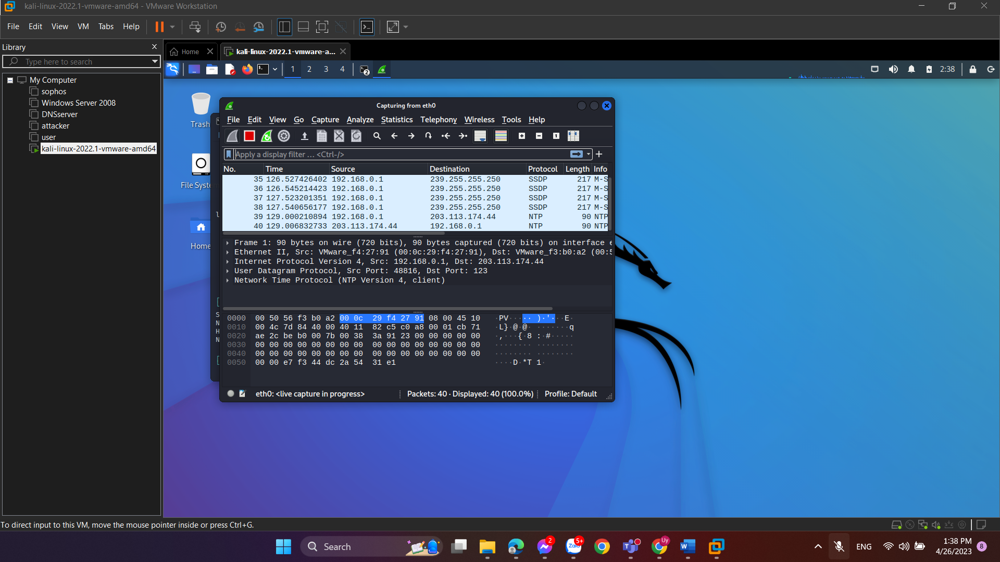 kali-linux-2022.1-vmware-amd64 - VMware Workstation
File Edit View VM Tabs Help
Library
Type here to search
My Computer
sophos
Windows Server 2008
DNSserver
attacker
user
kali-linux-2022.1-vmware-amd64
Home
kali-linux-2022.1-vmware-a...
1 2 3 4
2
2:38
Trash
File Syste
Home
Capturing from eth0
File Edit View Go Capture Analyze Statistics Telephony Wireless Tools Help
Apply a display filter ... <Ctrl-/>
No. Time Source Destination Protocol Length Info
35 126.527426402 192.168.0.1 239.255.255.250 SSDP 217 M-S
36 126.545214423 192.168.0.1 239.255.255.250 SSDP 217 M-S
37 127.523201351 192.168.0.1 239.255.255.250 SSDP 217 M-S
38 127.540656177 192.168.0.1 239.255.255.250 SSDP 217 M-S
39 129.000210894 192.168.0.1 203.113.174.44 NTP 90 NTP
40 129.006832733 203.113.174.44 192.168.0.1 NTP 90 NTP
Frame 1: 90 bytes on wire (720 bits), 90 bytes captured (720 bits) on interface e
Ethernet II, Src: VMware_f4:27:91 (00:0c:29:f4:27:91), Dst: VMware_f3:b0:a2 (00:5
Internet Protocol Version 4, Src: 192.168.0.1, Dst: 203.113.174.44
User Datagram Protocol, Src Port: 48816, Dst Port: 123
Network Time Protocol (NTP Version 4, client)
0000 00 50 56 f3 b0 a2 00 0c 29 f4 27 91 08 00 45 10 ·PV····· )·'···E·
0010 00 4c 7d 84 40 00 40 11 82 c5 c0 a8 00 01 cb 71 ·L}·@·@· ·······q
0020 ae 2c be b0 00 7b 00 38 3a 91 23 00 00 00 00 00 ·,···{·8 :·#·····
0030 00 00 00 00 00 00 00 00 00 00 00 00 00 00 00 00 ········ ········
0040 00 00 00 00 00 00 00 00 00 00 00 00 00 00 00 00 ········ ········
0050 00 00 e7 f3 44 dc 2a 54 31 e1 ····D·*T 1·
eth0: <live capture in progress>
Packets: 40 · Displayed: 40 (100.0%)
Profile: Default
To direct input to this VM, move the mouse pointer inside or press Ctrl+G.
Search
2
Zalo
5+
T
Uy
W
ENG
1:38 PM
4/26/2023
8